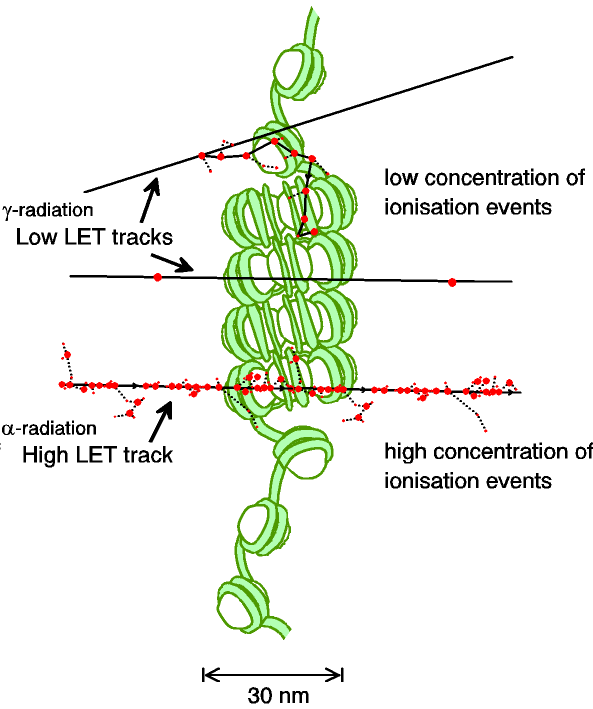 low concentration of
ionisation events
γ-radiation
Low LET tracks
α-radiation
High LET track
high concentration of
ionisation events
30 nm